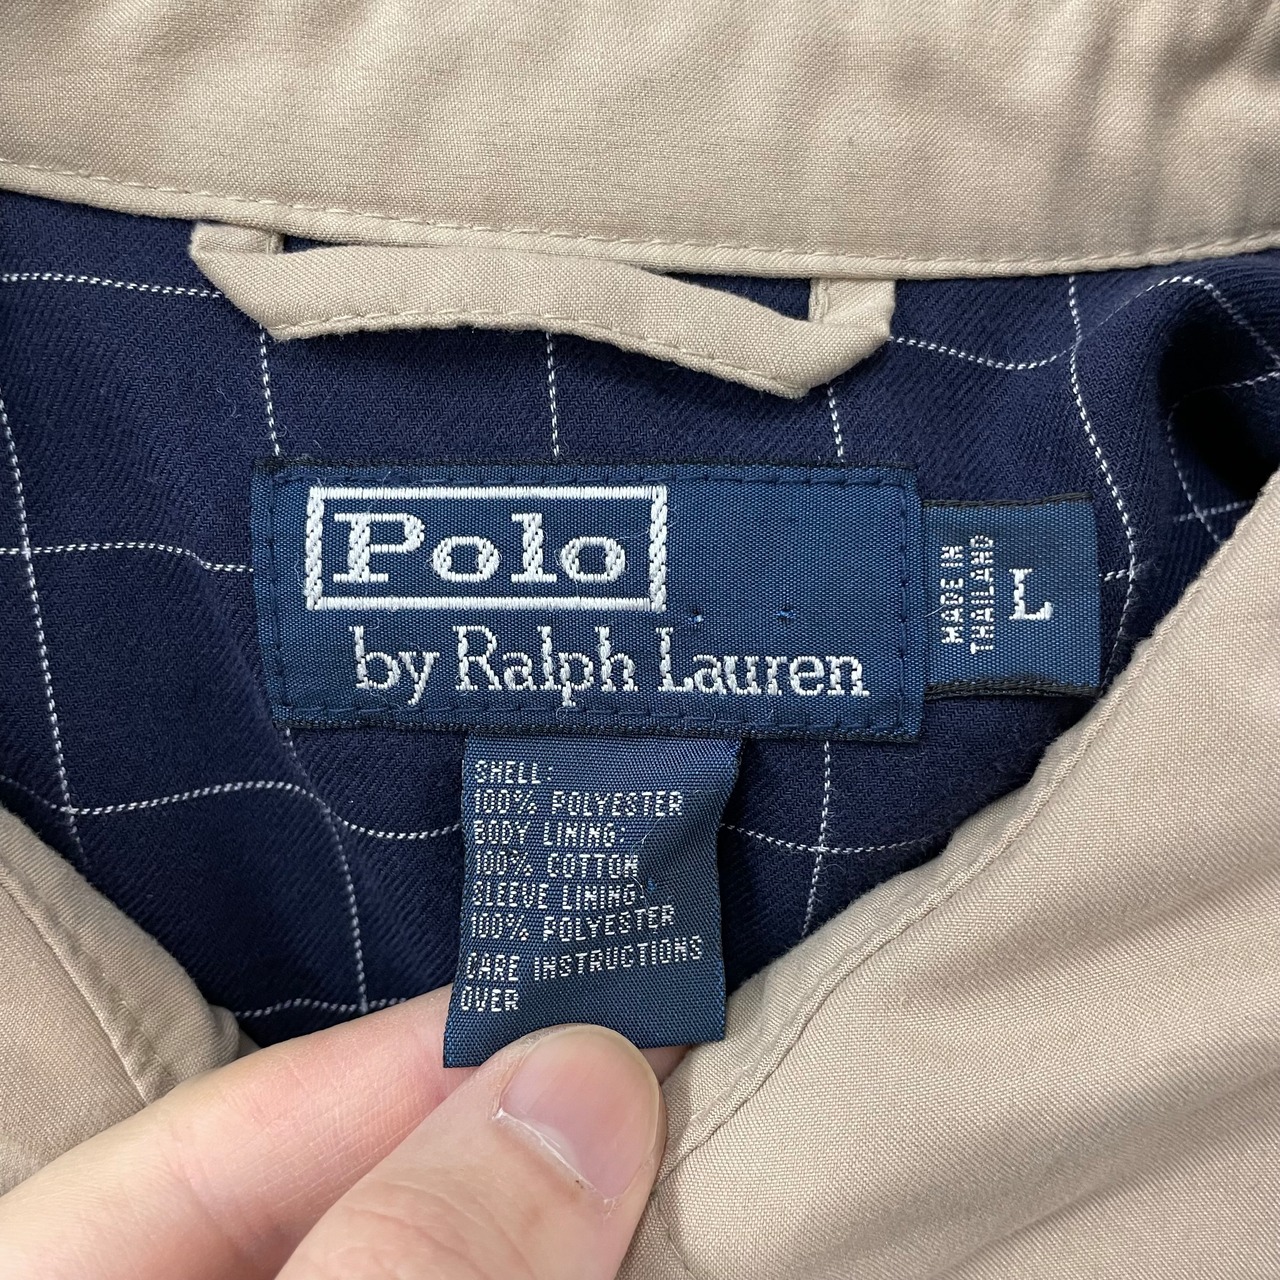 Polo
by Ralph Lauren
MADE IN
THAILAND
L
SHELL:
100% POLYESTER
BODY LINING:
100% COTTON
SLEEVE LINING:
100% POLYESTER
CARE INSTRUCTIONS
OVER